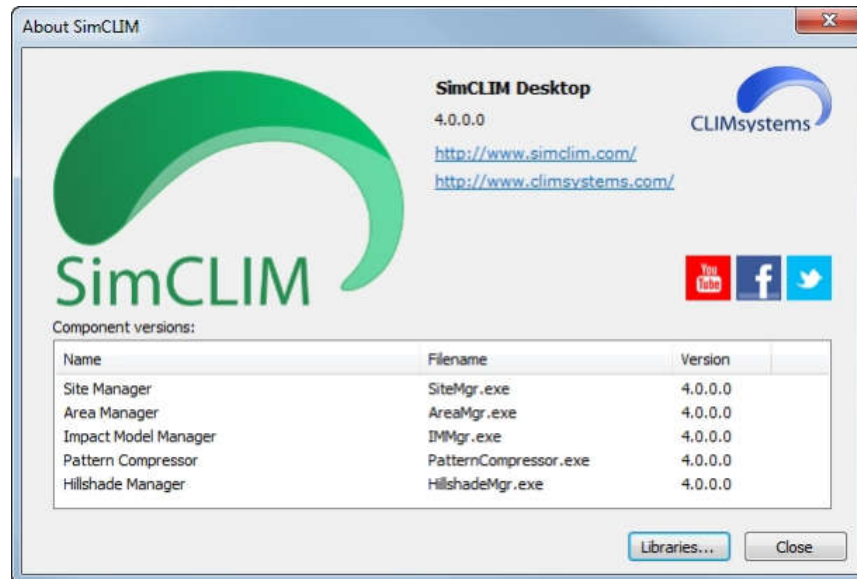 About SimCLIM
SimCLIM Desktop
4.0.0.0
http://www.simclim.com/
http://www.climsystems.com/
CLIMsystems
SimCLIM
You
Tube
f
Component versions:
Name Filename Version
Site Manager SiteMgr.exe 4.0.0.0
Area Manager AreaMgr.exe 4.0.0.0
Impact Model Manager IMMgr.exe 4.0.0.0
Pattern Compressor PatternCompressor.exe 4.0.0.0
Hillshade Manager HillshadeMgr.exe 4.0.0.0
Libraries... Close